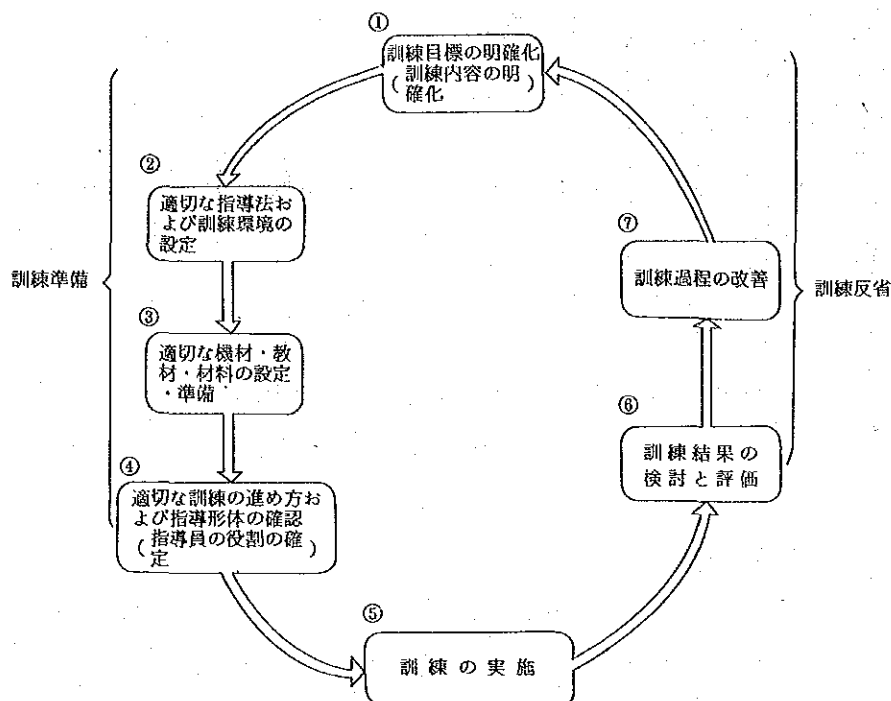 ①
訓練目標の明確化
(訓練内容の明
確化)
②
適切な指導法お
よび訓練環境の
設定
訓練準備
③
適切な機材・教
材・材料の設定
・準備
④
適切な訓練の進め方お
よび指導形体の確認
(指導員の役割の確
定)
⑤
訓練の実施
⑥
訓練結果の
検討と評価
⑦
訓練過程の改善
訓練反省